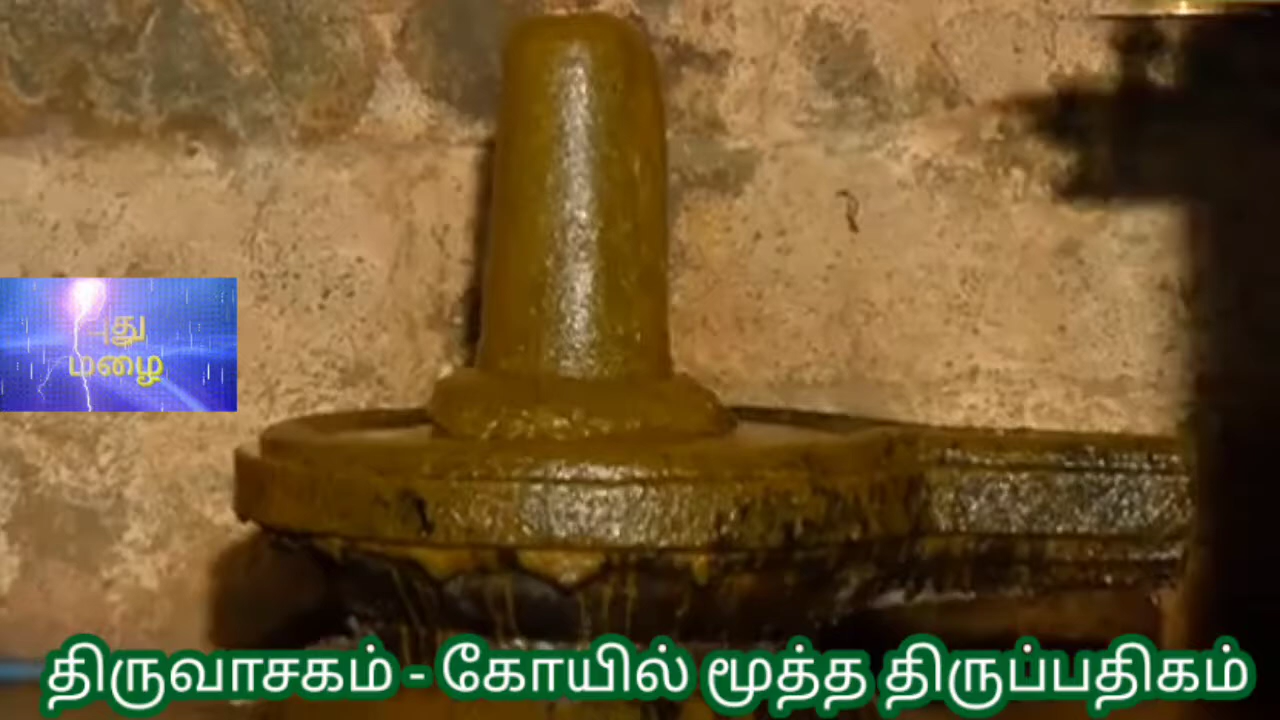 புது
மழை
திருவாசகம் - கோயில் மூத்த திருப்பதிகம்